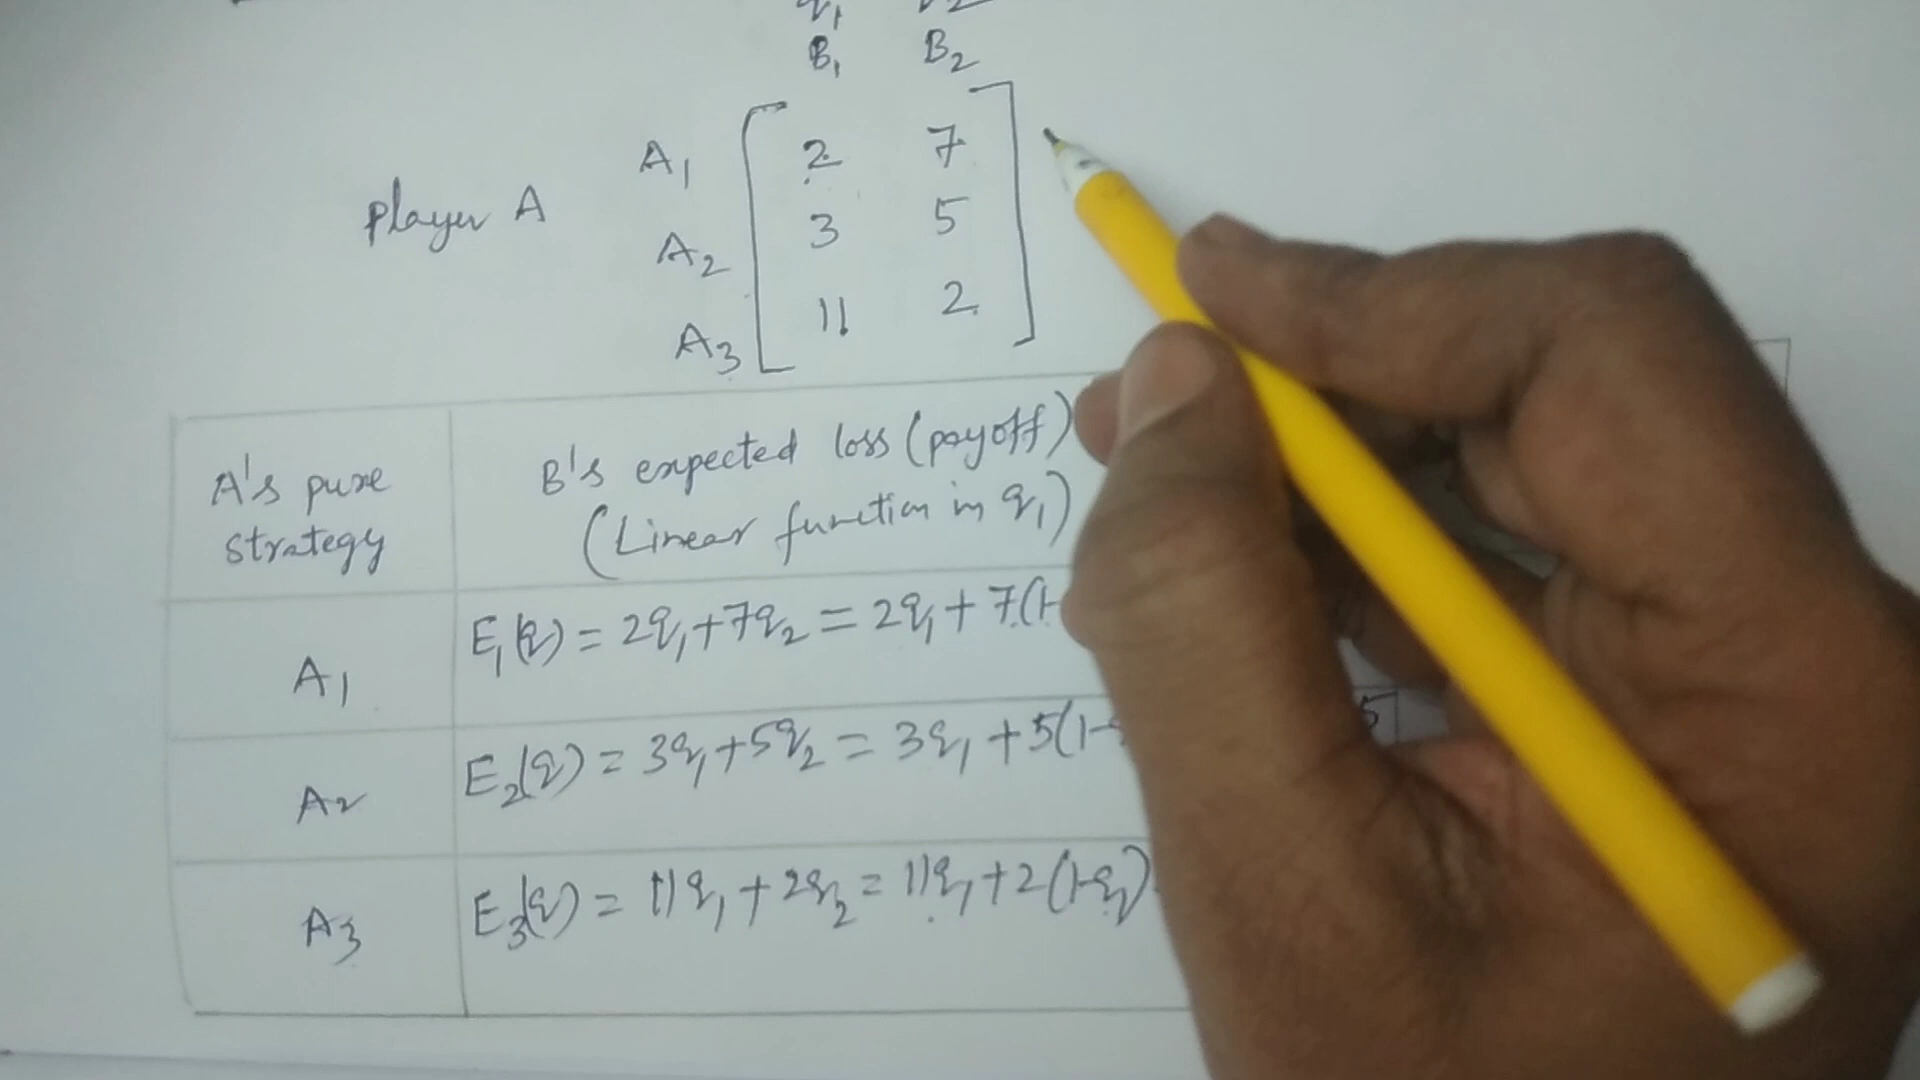 B₁ B₂
A₁ 2 7
Player A
A₂ 3 5
A₃ 11 2
A's pure strategy
B's expected loss (payoff)
(Linear function in q₁)
A₁
E₁(q) = 2q₁+7q₂ = 2q₁+7(1-
A₂
E₂(q) = 3q₁+5q₂ = 3q₁+5(1-q
5
A₃
E₃(q) = 11q₁+2q₂ = 11q₁+2(1-q₁)